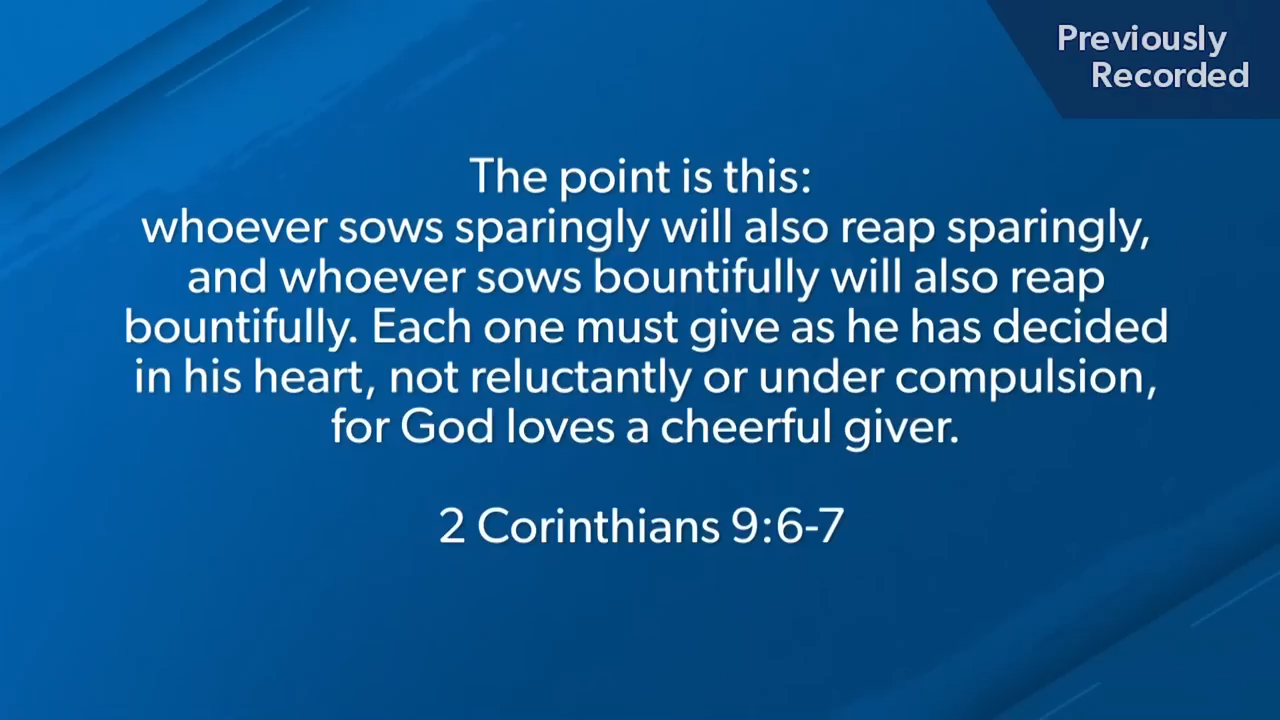 Previously
Recorded
The point is this:
whoever sows sparingly will also reap sparingly,
and whoever sows bountifully will also reap
bountifully. Each one must give as he has decided
in his heart, not reluctantly or under compulsion,
for God loves a cheerful giver.
2 Corinthians 9:6-7